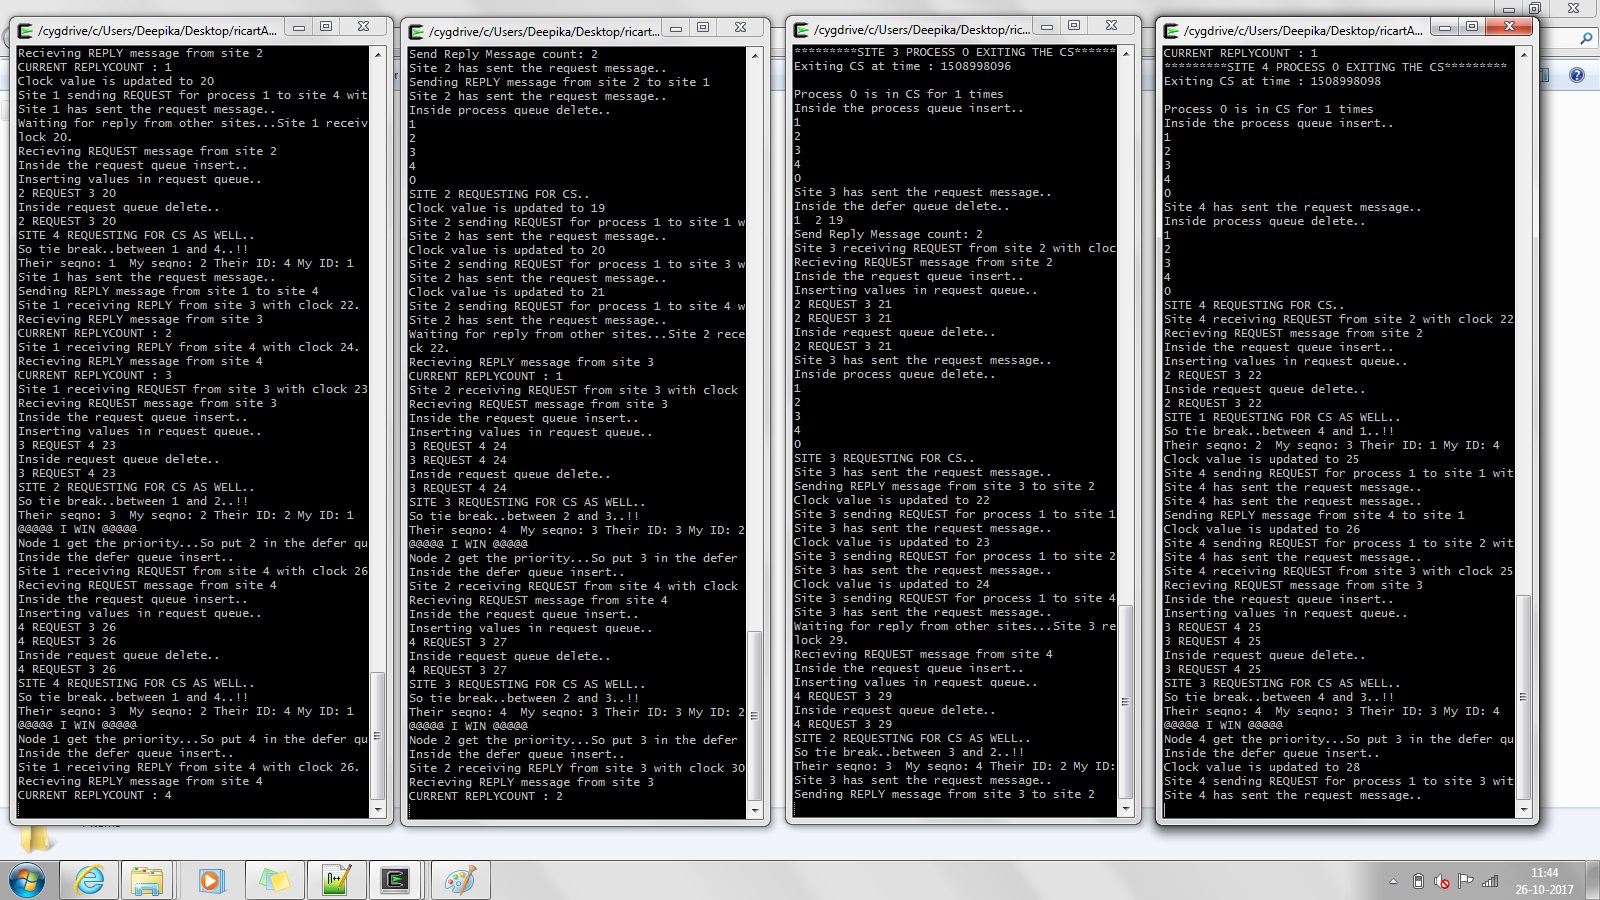 /cygdrive/c/Users/Deepika/Desktop/ricartA...
Recieving REPLY message from site 2
CURRENT REPLYCOUNT : 1
Clock value is updated to 20
Site 1 sending REQUEST for process 1 to site 4 wit
Site 1 has sent the request message..
Waiting for reply from other sites...Site 1 receiv
lock 20.
Recieving REQUEST message from site 2
Inside the request queue insert..
Inserting values in request queue..
2 REQUEST 3 20
Inside request queue delete..
2 REQUEST 3 20
SITE 4 REQUESTING FOR CS AS WELL..
So tie break..between 1 and 4..!!
Their seqno: 1  My seqno: 2 Their ID: 4 My ID: 1
Site 1 has sent the request message..
Sending REPLY message from site 1 to site 4
Site 1 receiving REPLY from site 3 with clock 22.
Recieving REPLY message from site 3
CURRENT REPLYCOUNT : 2
Site 1 receiving REPLY from site 4 with clock 24.
Recieving REPLY message from site 4
CURRENT REPLYCOUNT : 3
Site 1 receiving REQUEST from site 3 with clock 23
Recieving REQUEST message from site 3
Inside the request queue insert..
Inserting values in request queue..
3 REQUEST 4 23
Inside request queue delete..
3 REQUEST 4 23
SITE 2 REQUESTING FOR CS AS WELL..
So tie break..between 1 and 2..!!
Their seqno: 3  My seqno: 2 Their ID: 2 My ID: 1
@@@@@ I WIN @@@@@
Node 1 get the priority...So put 2 in the defer qu
Inside the defer queue insert..
Site 1 receiving REQUEST from site 4 with clock 26
Recieving REQUEST message from site 4
Inside the request queue insert..
Inserting values in request queue..
4 REQUEST 3 26
4 REQUEST 3 26
Inside request queue delete..
4 REQUEST 3 26
SITE 4 REQUESTING FOR CS AS WELL..
So tie break..between 1 and 4..!!
Their seqno: 3  My seqno: 2 Their ID: 4 My ID: 1
@@@@@ I WIN @@@@@
Node 1 get the priority...So put 4 in the defer qu
Inside the defer queue insert..
Site 1 receiving REPLY from site 4 with clock 26.
Recieving REPLY message from site 4
CURRENT REPLYCOUNT : 4
/cygdrive/c/Users/Deepika/Desktop/ricart...
Send Reply Message count: 2
Site 2 has sent the request message..
Sending REPLY message from site 2 to site 1
Site 2 has sent the request message..
Inside process queue delete..
1
2
3
4
0
SITE 2 REQUESTING FOR CS..
Clock value is updated to 19
Site 2 sending REQUEST for process 1 to site 1 w
Site 2 has sent the request message..
Clock value is updated to 20
Site 2 sending REQUEST for process 1 to site 3 w
Site 2 has sent the request message..
Clock value is updated to 21
Site 2 sending REQUEST for process 1 to site 4 w
Site 2 has sent the request message..
Waiting for reply from other sites...Site 2 rece
ck 22.
Recieving REPLY message from site 3
CURRENT REPLYCOUNT : 1
Site 2 receiving REQUEST from site 3 with clock
Recieving REQUEST message from site 3
Inside the request queue insert..
Inserting values in request queue..
3 REQUEST 4 24
3 REQUEST 4 24
Inside request queue delete..
3 REQUEST 4 24
SITE 3 REQUESTING FOR CS AS WELL..
So tie break..between 2 and 3..!!
Their seqno: 4  My seqno: 3 Their ID: 3 My ID: 2
@@@@@ I WIN @@@@@
Node 2 get the priority...So put 3 in the defer
Inside the defer queue insert..
Site 2 receiving REQUEST from site 4 with clock
Recieving REQUEST message from site 4
Inside the request queue insert..
Inserting values in request queue..
4 REQUEST 3 27
Inside request queue delete..
4 REQUEST 3 27
SITE 3 REQUESTING FOR CS AS WELL..
So tie break..between 2 and 3..!!
Their seqno: 4  My seqno: 3 Their ID: 3 My ID: 2
@@@@@ I WIN @@@@@
Node 2 get the priority...So put 3 in the defer
Inside the defer queue insert..
Site 2 receiving REPLY from site 3 with clock 30
Recieving REPLY message from site 3
CURRENT REPLYCOUNT : 2
/cygdrive/c/Users/Deepika/Desktop/ric...
*********SITE 3 PROCESS 0 EXITING THE CS******
Exiting CS at time : 1508998096
Process 0 is in CS for 1 times
Inside the process queue insert..
1
2
3
4
0
Site 3 has sent the request message..
Inside the defer queue delete..
1  2 19
Send Reply Message count: 2
Site 3 receiving REQUEST from site 2 with cloc
Recieving REQUEST message from site 2
Inside the request queue insert..
Inserting values in request queue..
2 REQUEST 3 21
2 REQUEST 3 21
Inside request queue delete..
2 REQUEST 3 21
Site 3 has sent the request message..
Inside process queue delete..
1
2
3
4
0
SITE 3 REQUESTING FOR CS..
Site 3 has sent the request message..
Sending REPLY message from site 3 to site 2
Clock value is updated to 22
Site 3 sending REQUEST for process 1 to site 1
Site 3 has sent the request message..
Clock value is updated to 23
Site 3 sending REQUEST for process 1 to site 2
Site 3 has sent the request message..
Clock value is updated to 24
Site 3 sending REQUEST for process 1 to site 4
Site 3 has sent the request message..
Waiting for reply from other sites...Site 3 re
lock 29.
Recieving REQUEST message from site 4
Inside the request queue insert..
Inserting values in request queue..
4 REQUEST 3 29
Inside request queue delete..
4 REQUEST 3 29
SITE 2 REQUESTING FOR CS AS WELL..
So tie break..between 3 and 2..!!
Their seqno: 3  My seqno: 4 Their ID: 2 My ID:
Site 3 has sent the request message..
Sending REPLY message from site 3 to site 2
/cygdrive/c/Users/Deepika/Desktop/ricartA...
CURRENT REPLYCOUNT : 1
*********SITE 4 PROCESS 0 EXITING THE CS*********
Exiting CS at time : 1508998098
Process 0 is in CS for 1 times
Inside the process queue insert..
1
2
3
4
0
Site 4 has sent the request message..
Inside process queue delete..
1
2
3
4
0
SITE 4 REQUESTING FOR CS..
Site 4 receiving REQUEST from site 2 with clock 22
Recieving REQUEST message from site 2
Inside the request queue insert..
Inserting values in request queue..
2 REQUEST 3 22
Inside request queue delete..
2 REQUEST 3 22
SITE 1 REQUESTING FOR CS AS WELL..
So tie break..between 4 and 1..!!
Their seqno: 2  My seqno: 3 Their ID: 1 My ID: 4
Clock value is updated to 25
Site 4 sending REQUEST for process 1 to site 1 wit
Site 4 has sent the request message..
Site 4 has sent the request message..
Sending REPLY message from site 4 to site 1
Clock value is updated to 26
Site 4 sending REQUEST for process 1 to site 2 wit
Site 4 has sent the request message..
Site 4 receiving REQUEST from site 3 with clock 25
Recieving REQUEST message from site 3
Inside the request queue insert..
Inserting values in request queue..
3 REQUEST 4 25
3 REQUEST 4 25
Inside request queue delete..
3 REQUEST 4 25
SITE 3 REQUESTING FOR CS AS WELL..
So tie break..between 4 and 3..!!
Their seqno: 4  My seqno: 3 Their ID: 3 My ID: 4
@@@@@ I WIN @@@@@
Node 4 get the priority...So put 3 in the defer qu
Inside the defer queue insert..
Clock value is updated to 28
Site 4 sending REQUEST for process 1 to site 3 wit
Site 4 has sent the request message..
11:44
26-10-2017